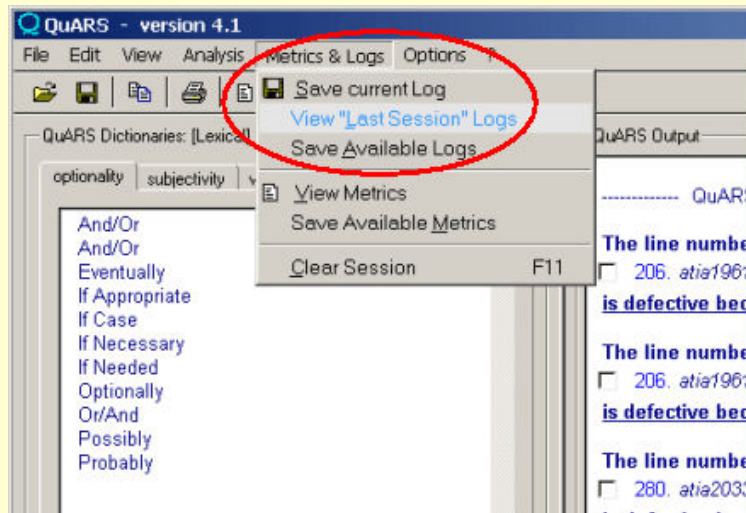 QuARS - version 4.1
File Edit View Analysis Metrics & Logs Options ?
Save current Log
View "Last Session" Logs
Save Available Logs
View Metrics
Save Available Metrics
Clear Session F11
QuARS Dictionaries: [Lexical]
optionality subjectivity v
And/Or
And/Or
Eventually
If Appropriate
If Case
If Necessary
If Needed
Optionally
Or/And
Possibly
Probably
QuARS Output
------------ QuARS
The line numbe
206. atia1961
is defective bec
The line numbe
206. atia1961
is defective bec
The line numbe
280. atia2033